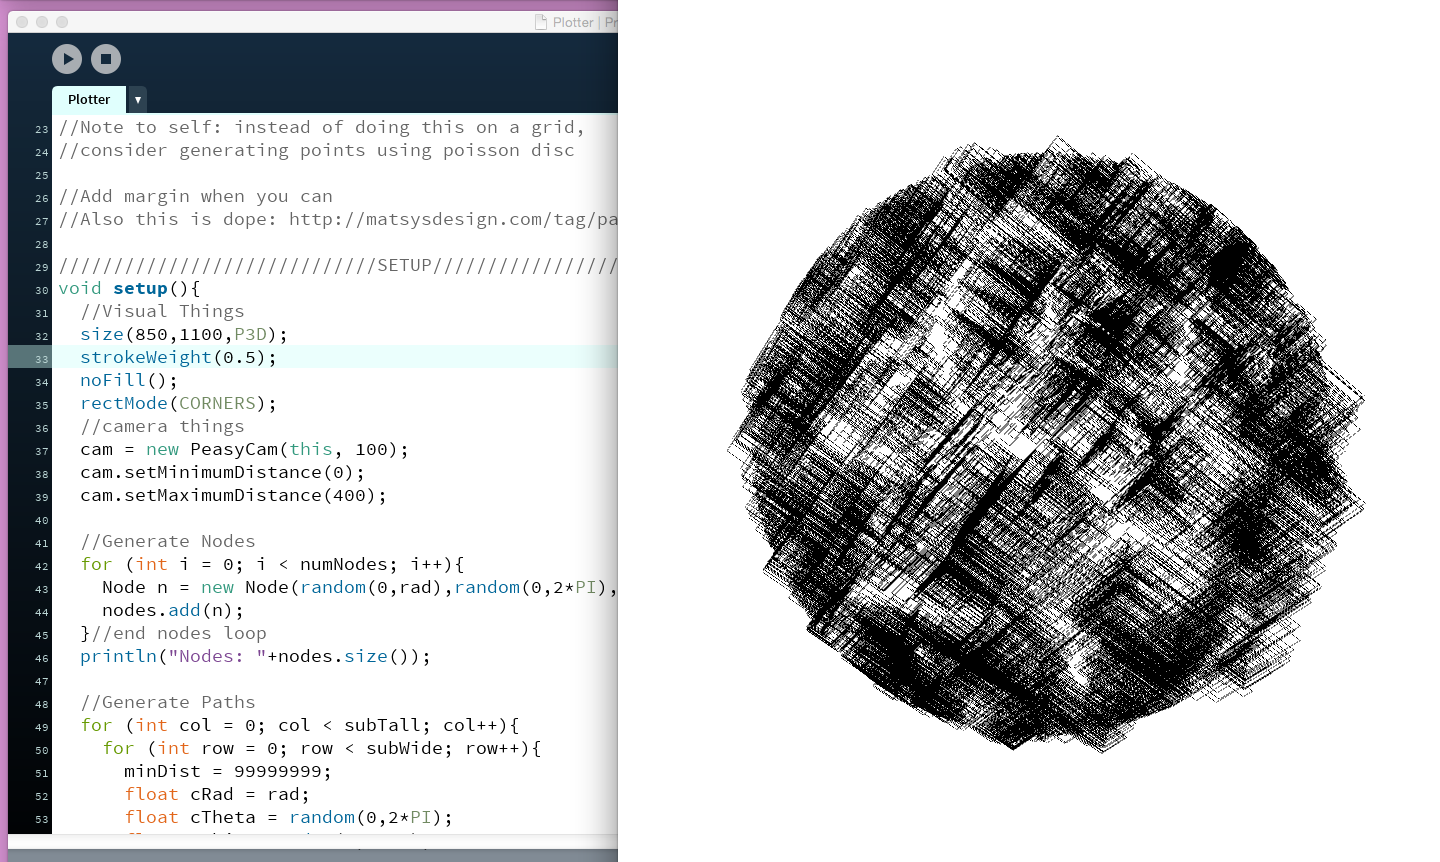 Plotter | Pr
Plotter
23 //Note to self: instead of doing this on a grid,
24 //consider generating points using poisson disc
25
26 //Add margin when you can
27 //Also this is dope: http://matsysdesign.com/tag/pa
28
29 /////////////////////////////SETUP/////////////////
30 void setup(){
31 //Visual Things
32 size(850,1100,P3D);
33 strokeWeight(0.5);
34 noFill();
35 rectMode(CORNERS);
36 //camera things
37 cam = new PeasyCam(this, 100);
38 cam.setMinimumDistance(0);
39 cam.setMaximumDistance(400);
40
41 //Generate Nodes
42 for (int i = 0; i < numNodes; i++){
43 Node n = new Node(random(0,rad),random(0,2*PI),
44 nodes.add(n);
45 }//end nodes loop
46 println("Nodes: "+nodes.size());
47
48 //Generate Paths
49 for (int col = 0; col < subTall; col++){
50 for (int row = 0; row < subWide; row++){
51 minDist = 99999999;
52 float cRad = rad;
53 float cTheta = random(0,2*PI);